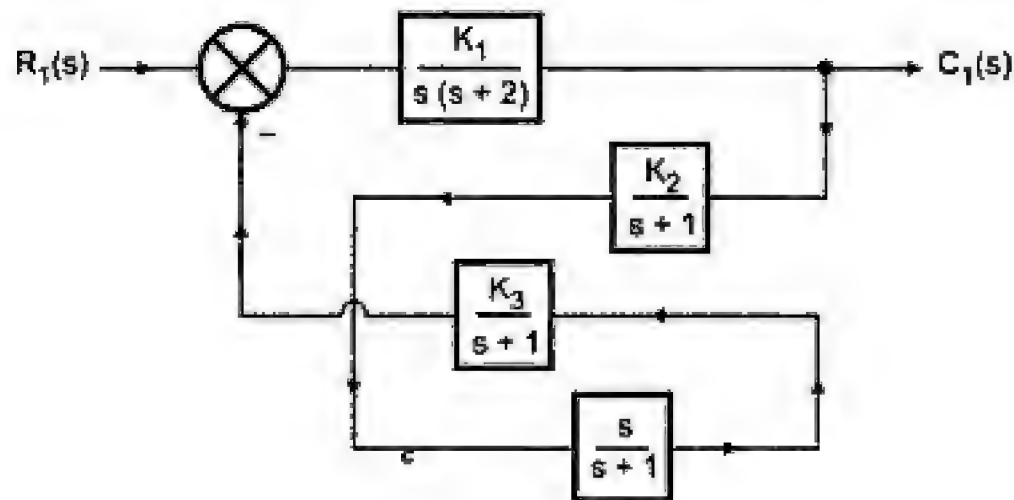 R₁(s)
K₁
s (s + 2)
C₁(s)
–
K₂
s + 1
K₃
s + 1
s
s + 1